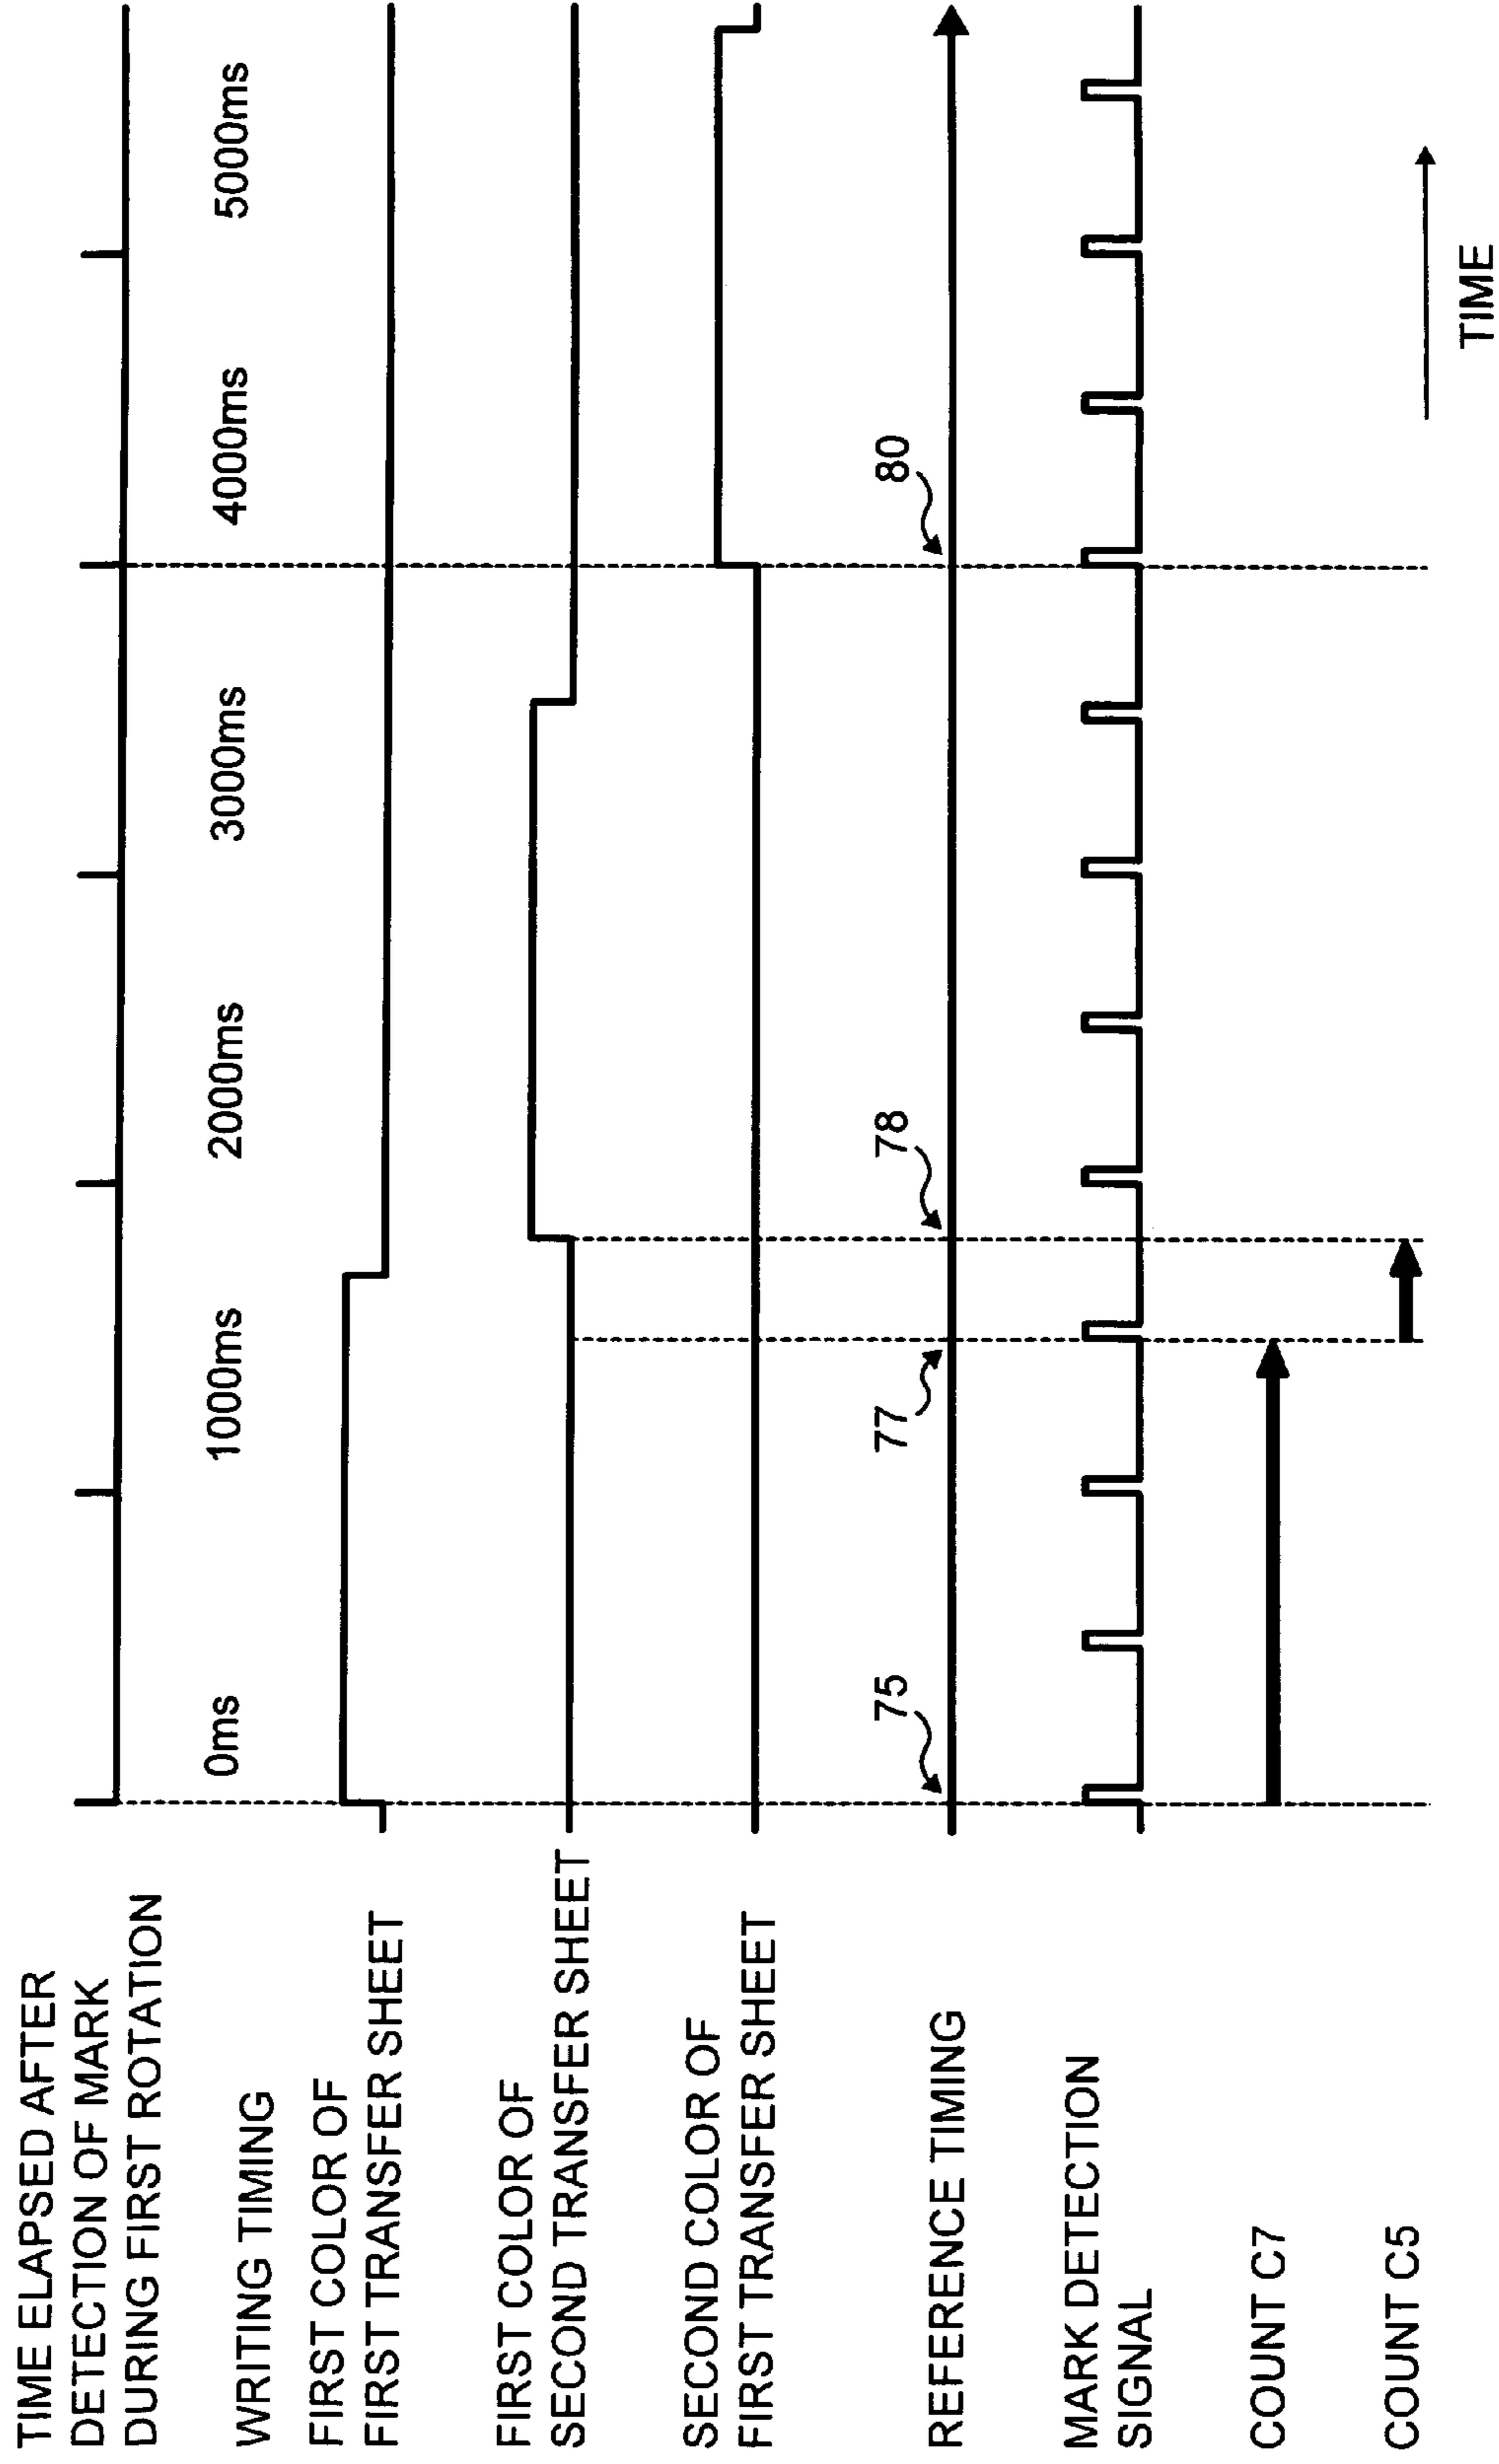 TIME ELAPSED AFTER
DETECTION OF MARK
DURING FIRST ROTATION
0ms 1000ms 2000ms 3000ms 4000ms 5000ms
WRITING TIMING
FIRST COLOR OF
FIRST TRANSFER SHEET
FIRST COLOR OF
SECOND TRANSFER SHEET
SECOND COLOR OF
FIRST TRANSFER SHEET
75 77 78 80
REFERENCE TIMING
MARK DETECTION
SIGNAL
COUNT C7
COUNT C5
TIME